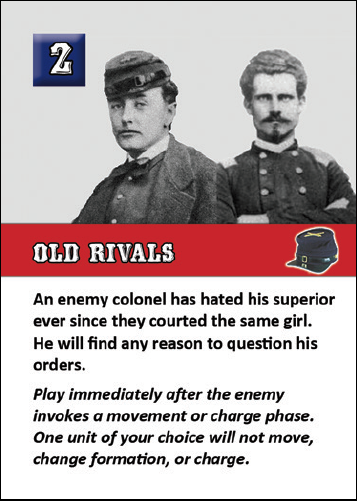 2
OLD RIVALS
An enemy colonel has hated his superior
ever since they courted the same girl.
He will find any reason to question his
orders.
Play immediately after the enemy
invokes a movement or charge phase.
One unit of your choice will not move,
change formation, or charge.